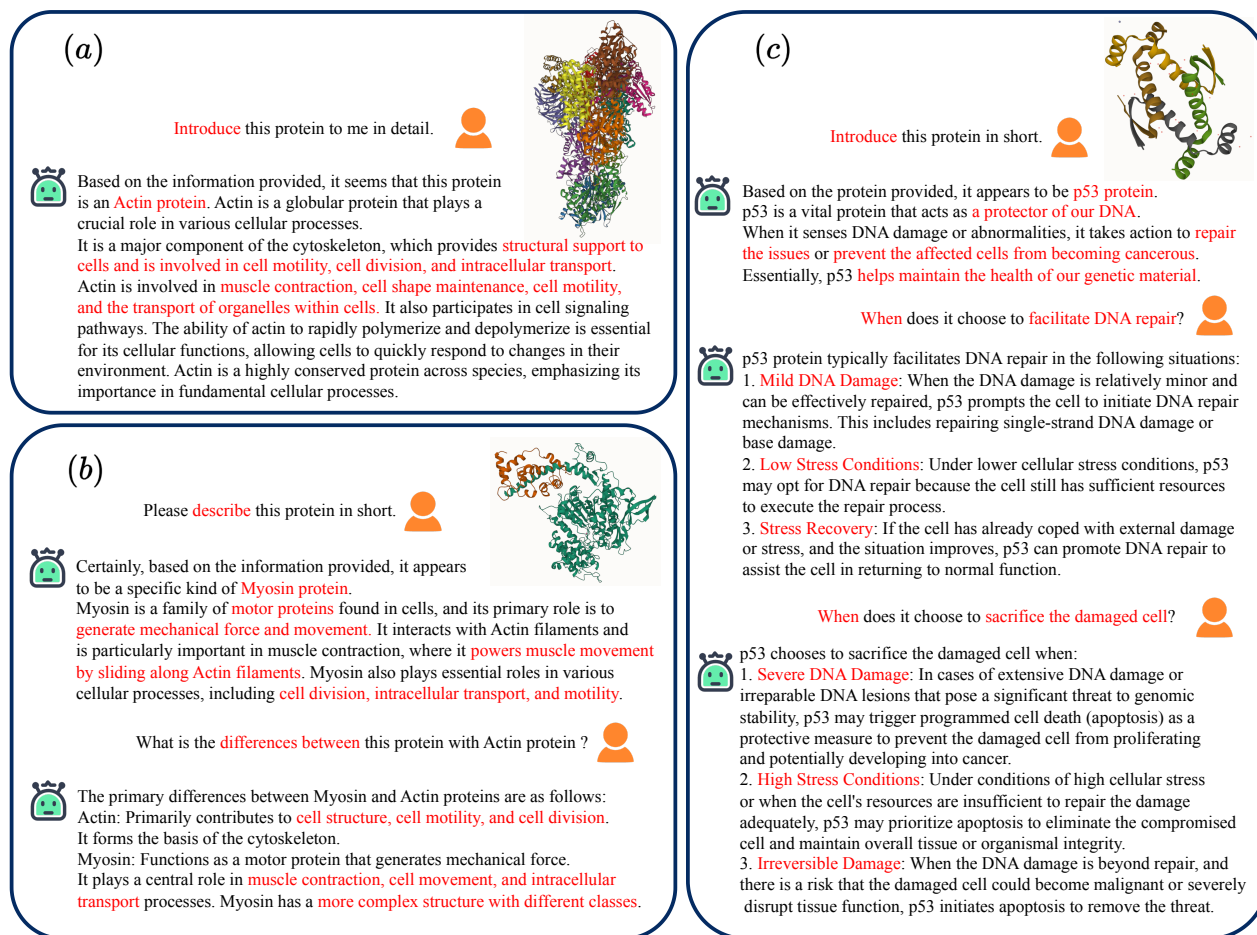 (a)
Introduce this protein to me in detail.
Based on the information provided, it seems that this protein
is an Actin protein. Actin is a globular protein that plays a
crucial role in various cellular processes.
It is a major component of the cytoskeleton, which provides structural support to
cells and is involved in cell motility, cell division, and intracellular transport.
Actin is involved in muscle contraction, cell shape maintenance, cell motility,
and the transport of organelles within cells. It also participates in cell signaling
pathways. The ability of actin to rapidly polymerize and depolymerize is essential
for its cellular functions, allowing cells to quickly respond to changes in their
environment. Actin is a highly conserved protein across species, emphasizing its
importance in fundamental cellular processes.
(b)
Please describe this protein in short.
Certainly, based on the information provided, it appears
to be a specific kind of Myosin protein.
Myosin is a family of motor proteins found in cells, and its primary role is to
generate mechanical force and movement. It interacts with Actin filaments and
is particularly important in muscle contraction, where it powers muscle movement
by sliding along Actin filaments. Myosin also plays essential roles in various
cellular processes, including cell division, intracellular transport, and motility.
What is the differences between this protein with Actin protein ?
The primary differences between Myosin and Actin proteins are as follows:
Actin: Primarily contributes to cell structure, cell motility, and cell division.
It forms the basis of the cytoskeleton.
Myosin: Functions as a motor protein that generates mechanical force.
It plays a central role in muscle contraction, cell movement, and intracellular
transport processes. Myosin has a more complex structure with different classes.
(c)
Introduce this protein in short.
Based on the protein provided, it appears to be p53 protein.
p53 is a vital protein that acts as a protector of our DNA.
When it senses DNA damage or abnormalities, it takes action to repair
the issues or prevent the affected cells from becoming cancerous.
Essentially, p53 helps maintain the health of our genetic material.
When does it choose to facilitate DNA repair?
p53 protein typically facilitates DNA repair in the following situations:
1. Mild DNA Damage: When the DNA damage is relatively minor and
can be effectively repaired, p53 prompts the cell to initiate DNA repair
mechanisms. This includes repairing single-strand DNA damage or
base damage.
2. Low Stress Conditions: Under lower cellular stress conditions, p53
may opt for DNA repair because the cell still has sufficient resources
to execute the repair process.
3. Stress Recovery: If the cell has already coped with external damage
or stress, and the situation improves, p53 can promote DNA repair to
assist the cell in returning to normal function.
When does it choose to sacrifice the damaged cell?
p53 chooses to sacrifice the damaged cell when:
1. Severe DNA Damage: In cases of extensive DNA damage or
irreparable DNA lesions that pose a significant threat to genomic
stability, p53 may trigger programmed cell death (apoptosis) as a
protective measure to prevent the damaged cell from proliferating
and potentially developing into cancer.
2. High Stress Conditions: Under conditions of high cellular stress
or when the cell's resources are insufficient to repair the damage
adequately, p53 may prioritize apoptosis to eliminate the compromised
cell and maintain overall tissue or organismal integrity.
3. Irreversible Damage: When the DNA damage is beyond repair, and
there is a risk that the damaged cell could become malignant or severely
disrupt tissue function, p53 initiates apoptosis to remove the threat.